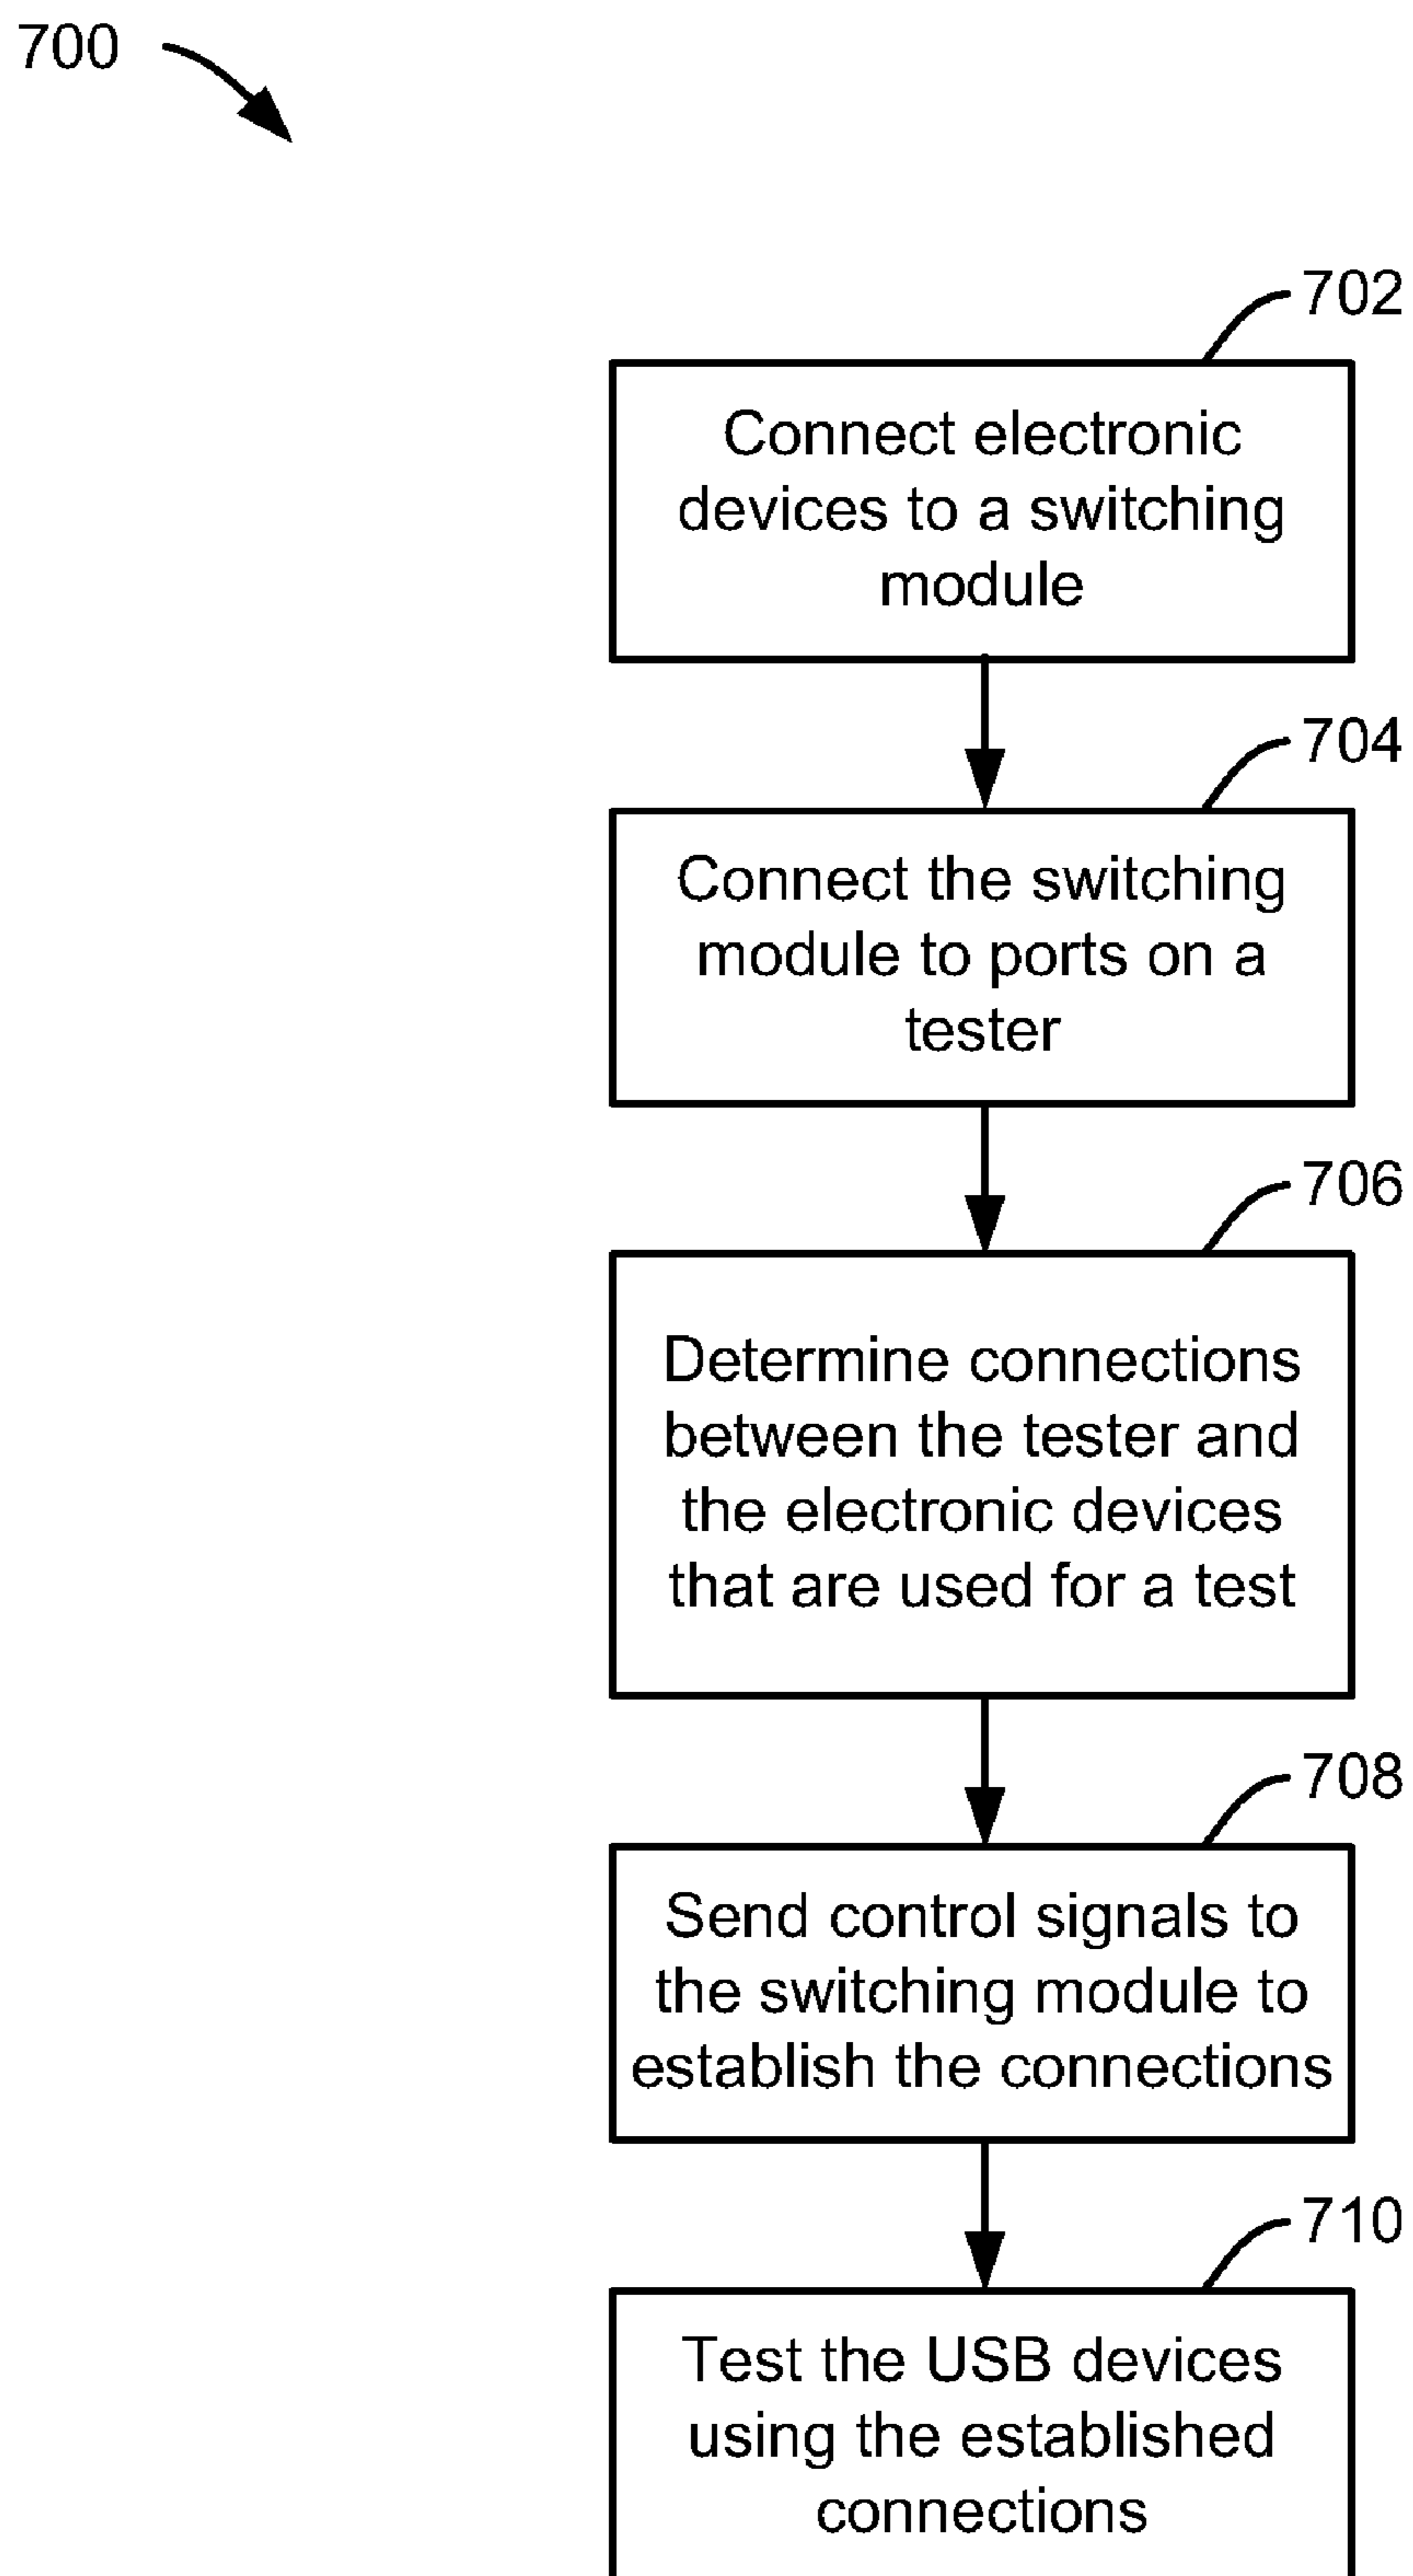 700
702
Connect electronic
devices to a switching
module
704
Connect the switching
module to ports on a
tester
706
Determine connections
between the tester and
the electronic devices
that are used for a test
708
Send control signals to
the switching module to
establish the connections
710
Test the USB devices
using the established
connections